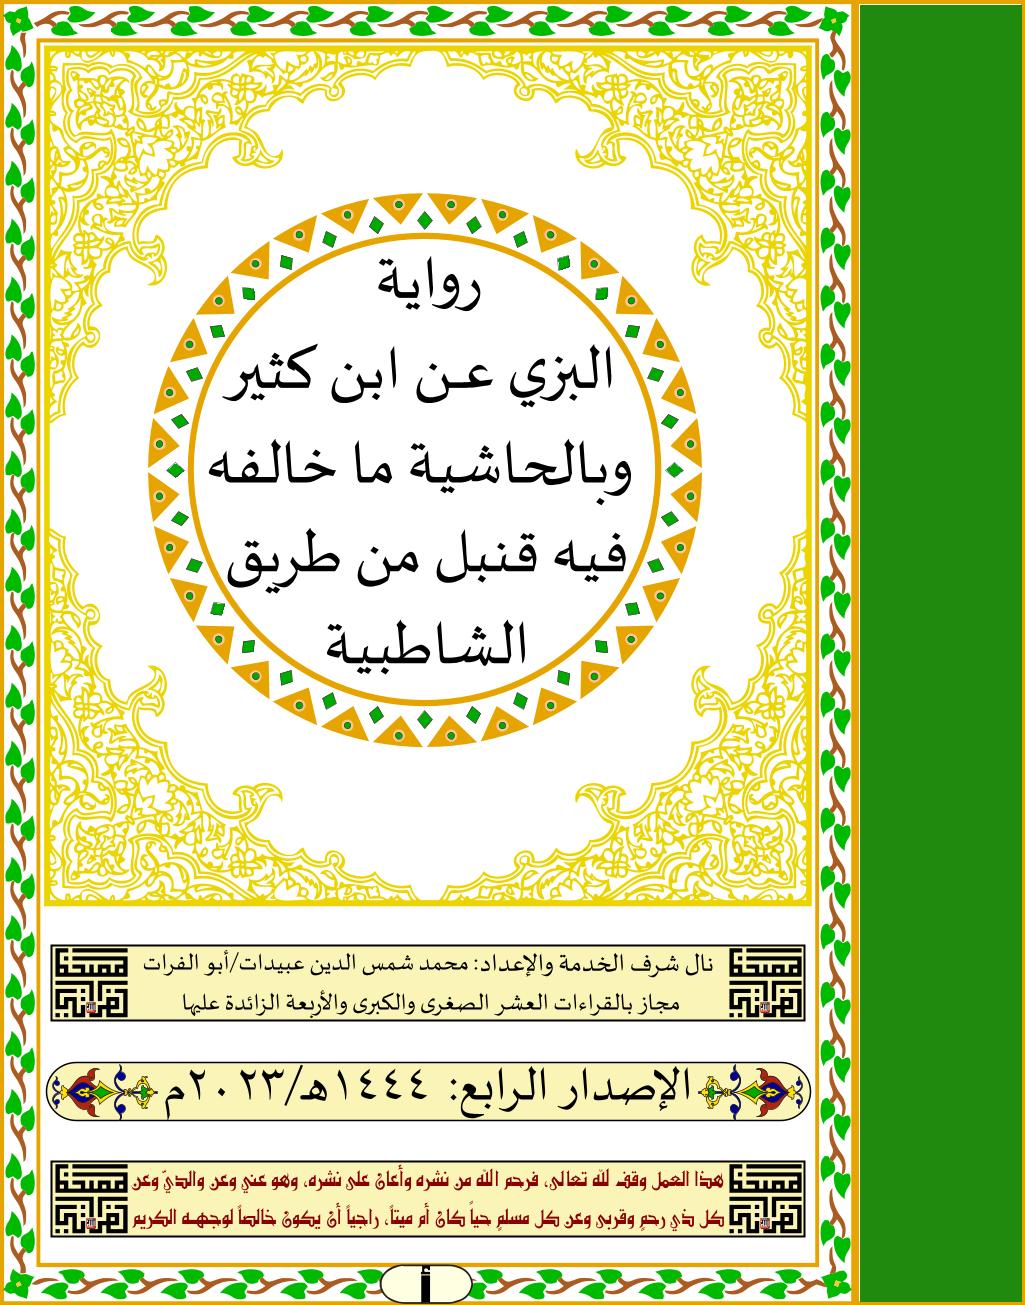 رواية
البزي عن ابن كثير
وبالحاشية ما خالفه
فيه قنبل من طريق
الشاطبية
نال شرف الخدمة والإعداد: محمد شمس الدين عبيدات/أبو الفرات
مجاز بالقراءات العشر الصغرى والكبرى والأربعة الزائدة عليها
الإصدار الرابع: ١٤٤٤هـ/٢٠٢٣م
هذا العمل وقف لله تعالى، فرحم الله من نشره وأعان على نشره، وهو عني وعن والديّ وعن
كل ذي رحمٍ وقربى وعن كل مسلمٍ حياً كان أم ميتاً، راجياً أن يكون خالصاً لوجهه الكريم
أ